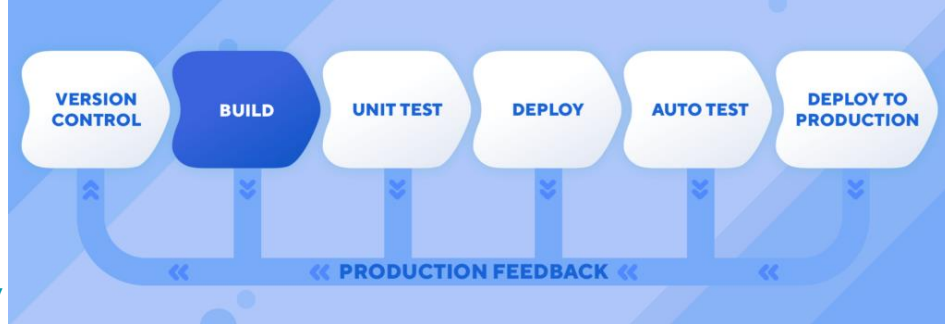 VERSION
CONTROL
BUILD
UNIT TEST
DEPLOY
AUTO TEST
DEPLOY TO
PRODUCTION
PRODUCTION FEEDBACK